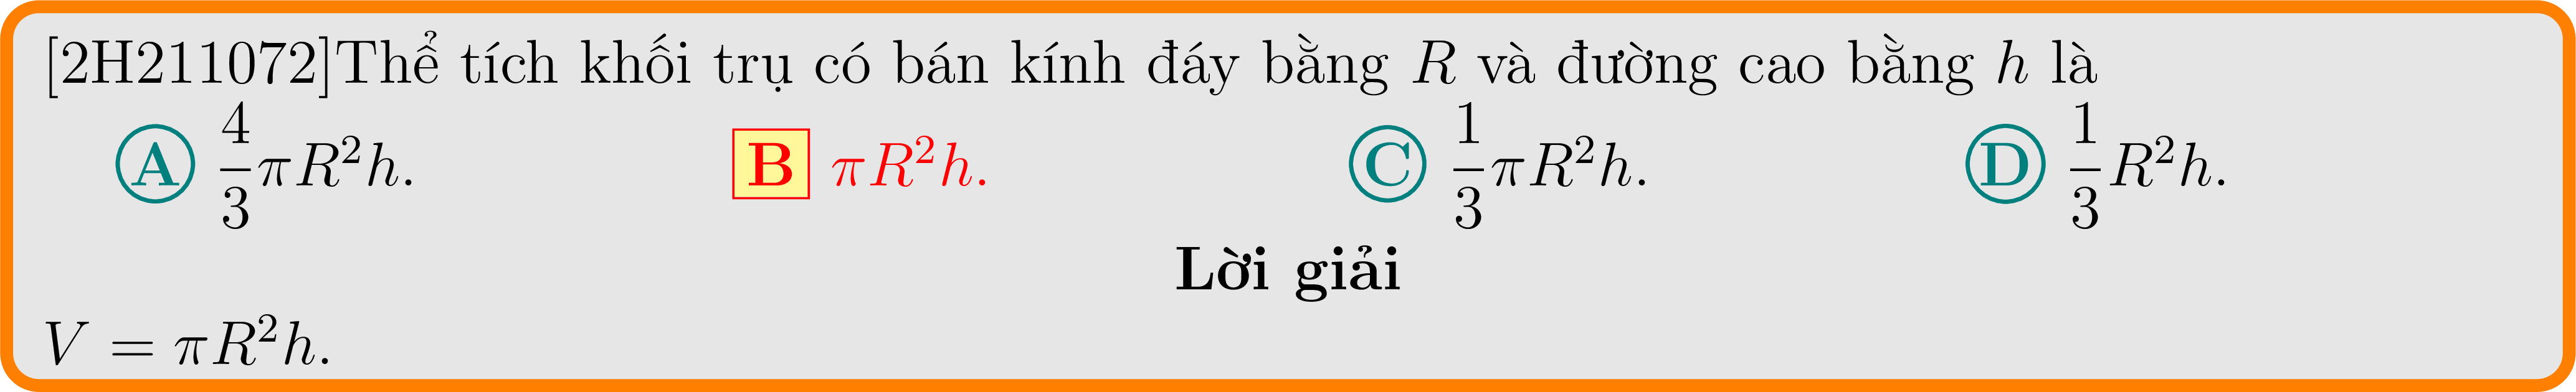 [2H211072]Thể tích khối trụ có bán kính đáy bằng R và đường cao bằng h là
A 4/3 πR²h. B πR²h. C 1/3 πR²h. D 1/3 R²h.
Lời giải
V = πR²h.